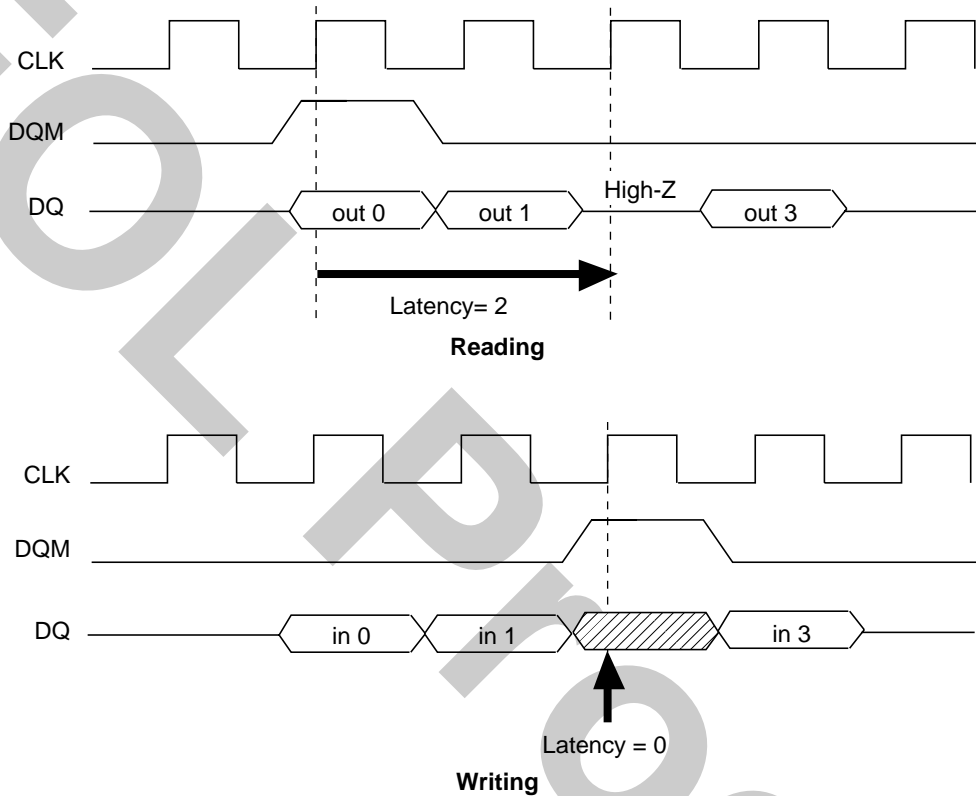 CLK
DQM
DQ
out 0
out 1
High-Z
out 3
Latency= 2
Reading
CLK
DQM
DQ
in 0
in 1
in 3
Latency = 0
Writing